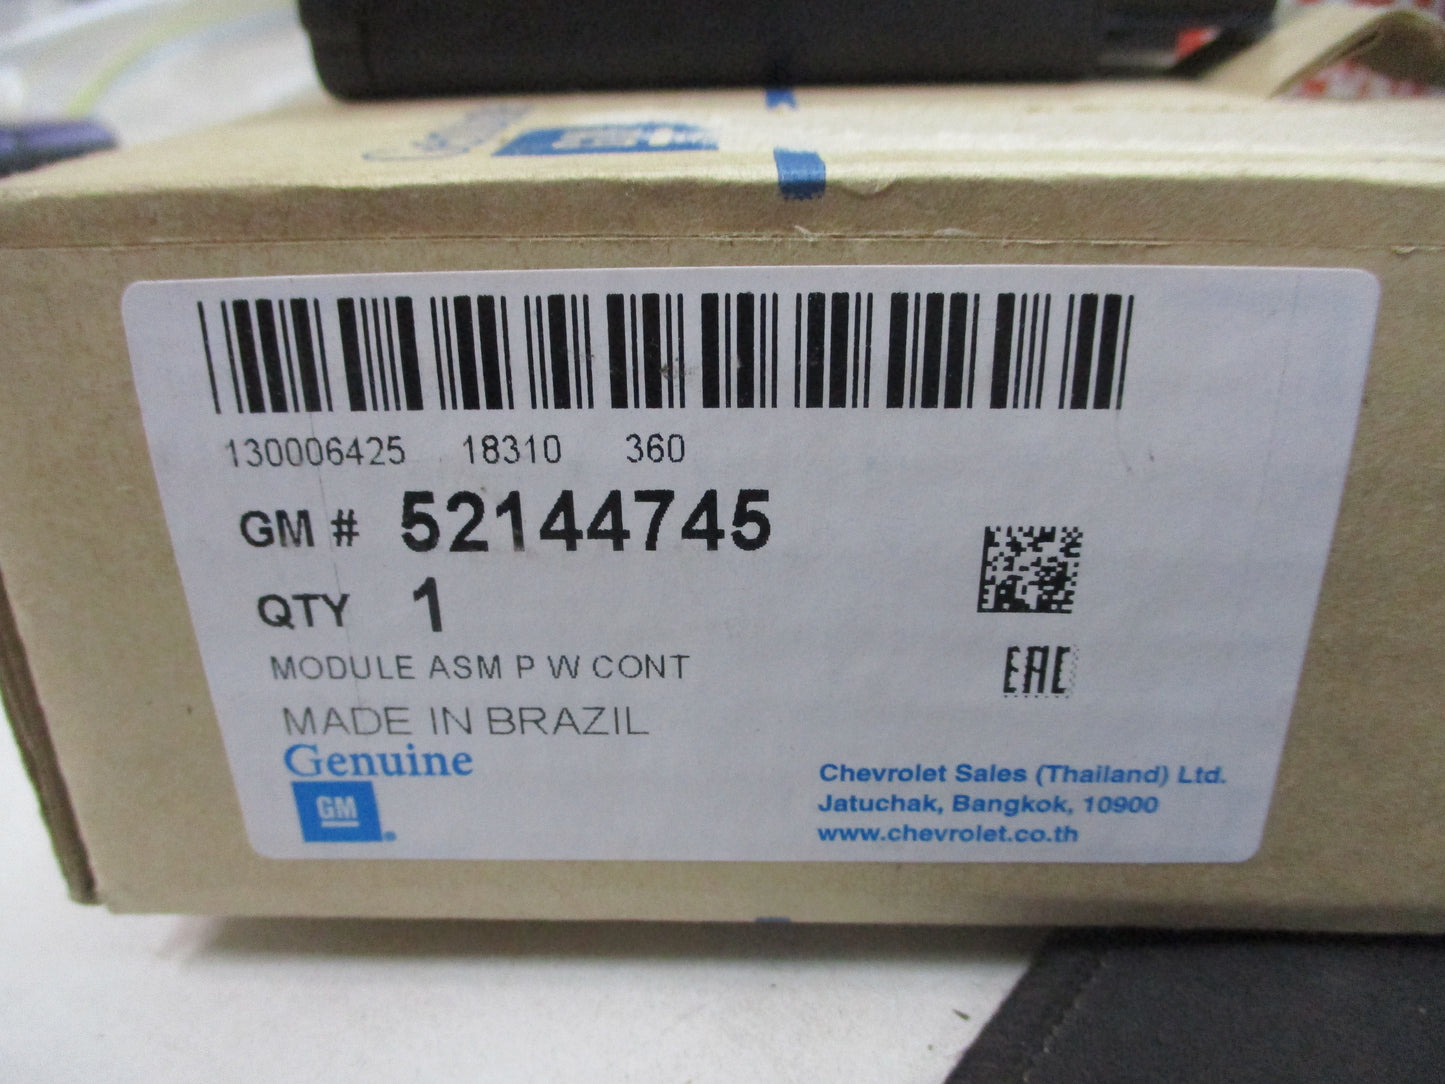 130006425 18310 360
GM # 52144745
QTY 1
MODULE ASM P W CONT
MADE IN BRAZIL
Genuine
GM
EAC
Chevrolet Sales (Thailand) Ltd.
Jatuchak, Bangkok, 10900
www.chevrolet.co.th